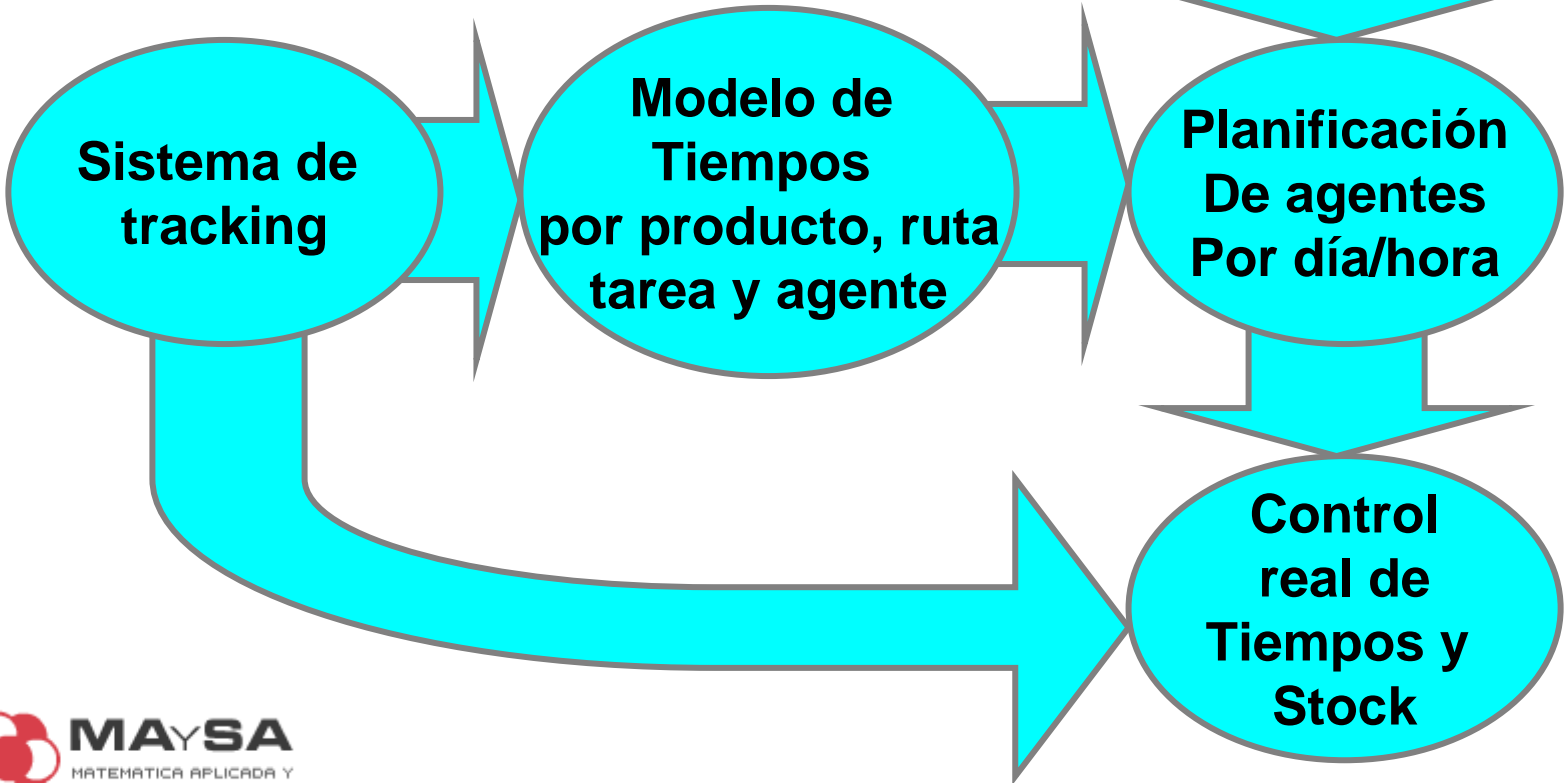 Sistema de
tracking
Modelo de
Tiempos
por producto, ruta
tarea y agente
Planificación
De agentes
Por día/hora
Control
real de
Tiempos y
Stock
MAYSA
MATEMATICA APLICADA Y